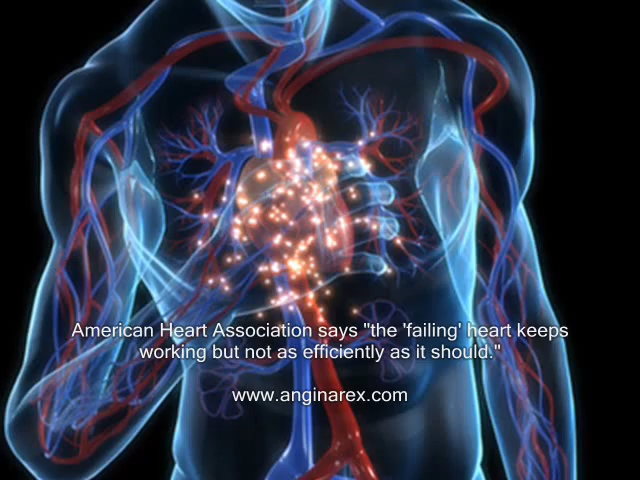 American Heart Association says "the 'failing' heart keeps
working but not as efficiently as it should."
www.anginarex.com